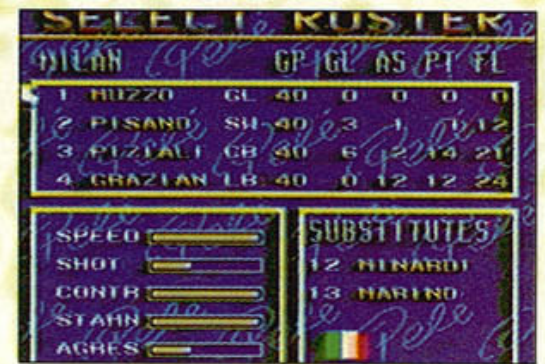 SELECT ROSTER
MILAN GP GL AS PT FL
1 MUZZO GL 40 0 0 0 0
2 PISANO SW 40 3 1 12
3 PIZIALI CB 40 6 2 14 21
4 GRAZIAN LB 40 0 12 12 24
SPEED
SHOT
CONTR
STAMN
AGRES
SUBSTITUTES
12 MINARDI
13 MARINO
Pelé